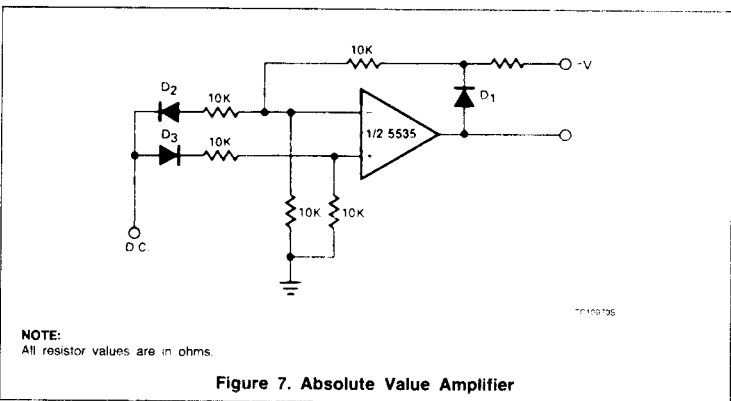 10K
-V
D2
10K
D1
−
1/2 5535
D3
10K
+
10K
10K
D.C.
NOTE:
All resistor values are in ohms.
Figure 7. Absolute Value Amplifier